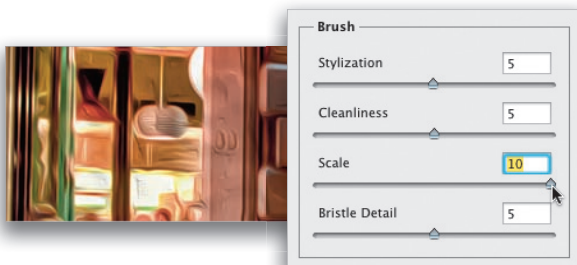 Brush
Stylization 5
Cleanliness 5
Scale 10
Bristle Detail 5